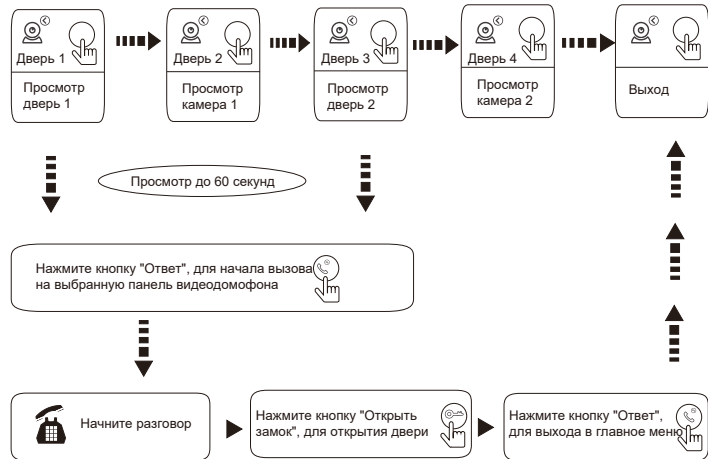 Дверь 1
Дверь 2
Дверь 3
Дверь 4
Просмотр
дверь 1
Просмотр
камера 1
Просмотр
дверь 2
Просмотр
камера 2
Выход
Просмотр до 60 секунд
Нажмите кнопку "Ответ", для начала вызова
на выбранную панель видеодомофона
Начните разговор
Нажмите кнопку "Открыть
замок", для открытия двери
Нажмите кнопку "Ответ",
для выхода в главное меню